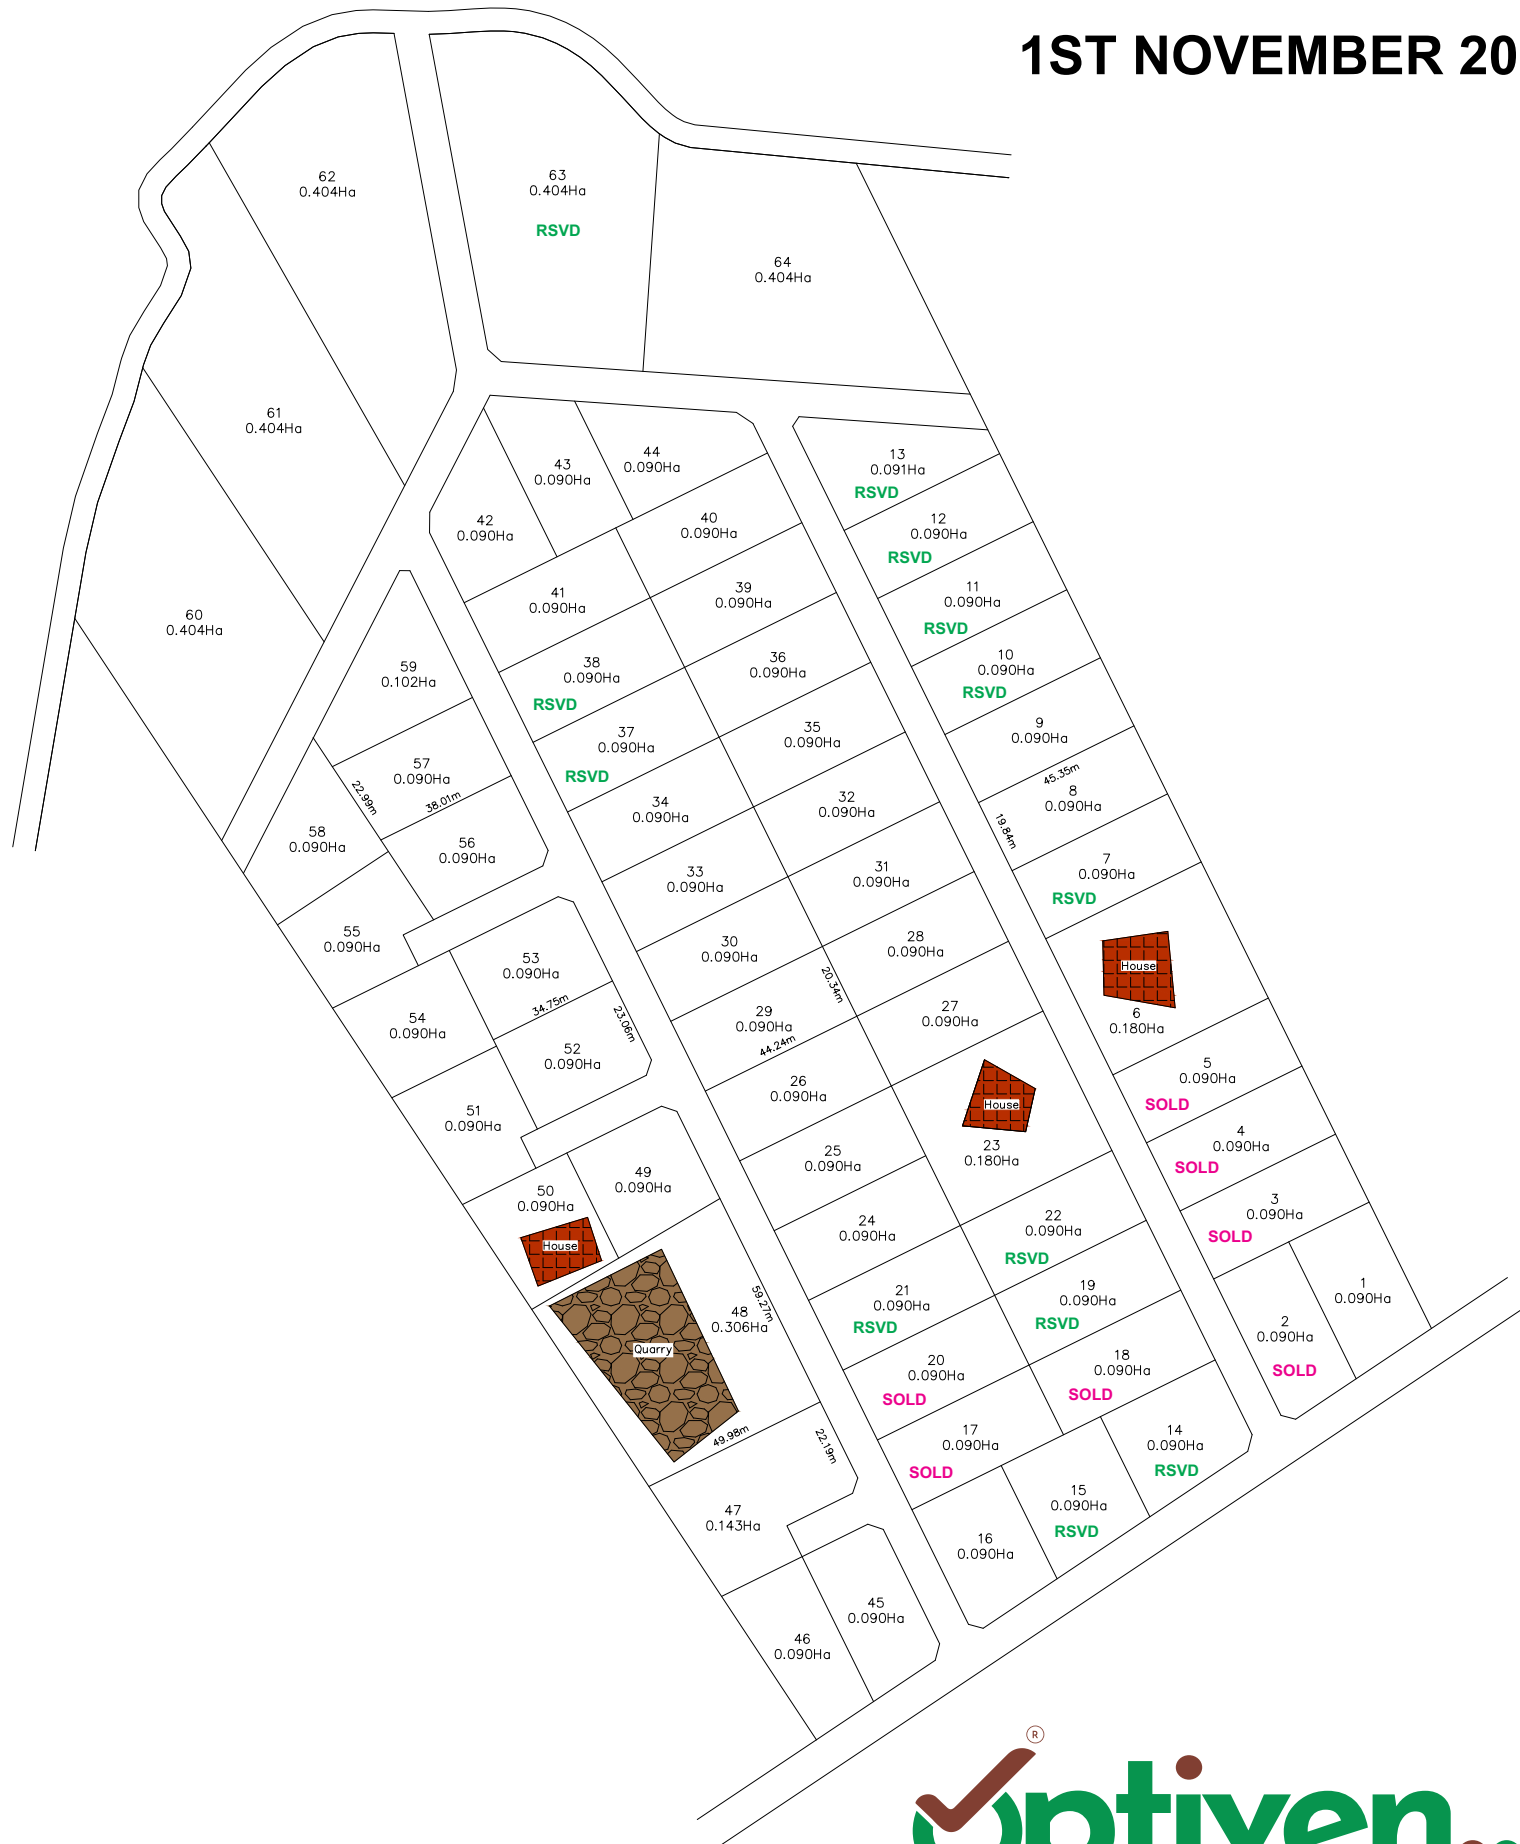 1ST NOVEMBER 20
62
0.404Ha
63
0.404Ha
RSVD
64
0.404Ha
61
0.404Ha
60
0.404Ha
44
0.090Ha
43
0.090Ha
42
0.090Ha
13
0.091Ha
RSVD
12
0.090Ha
RSVD
11
0.090Ha
RSVD
10
0.090Ha
RSVD
9
0.090Ha
45.35m
8
0.090Ha
19.84m
7
0.090Ha
RSVD
House
6
0.180Ha
5
0.090Ha
SOLD
4
0.090Ha
SOLD
3
0.090Ha
SOLD
1
0.090Ha
2
0.090Ha
SOLD
40
0.090Ha
41
0.090Ha
39
0.090Ha
38
0.090Ha
RSVD
36
0.090Ha
37
0.090Ha
RSVD
35
0.090Ha
34
0.090Ha
32
0.090Ha
33
0.090Ha
31
0.090Ha
30
0.090Ha
28
0.090Ha
20.34m
29
0.090Ha
44.24m
27
0.090Ha
26
0.090Ha
House
23
0.180Ha
25
0.090Ha
24
0.090Ha
22
0.090Ha
RSVD
21
0.090Ha
RSVD
19
0.090Ha
RSVD
20
0.090Ha
SOLD
18
0.090Ha
SOLD
17
0.090Ha
SOLD
14
0.090Ha
RSVD
15
0.090Ha
RSVD
16
0.090Ha
59
0.102Ha
57
0.090Ha
22.99m
38.01m
58
0.090Ha
56
0.090Ha
55
0.090Ha
53
0.090Ha
34.75m
23.06m
54
0.090Ha
52
0.090Ha
51
0.090Ha
49
0.090Ha
50
0.090Ha
House
59.27m
48
0.306Ha
Quarry
49.98m
22.19m
47
0.143Ha
45
0.090Ha
46
0.090Ha
®
Optiven